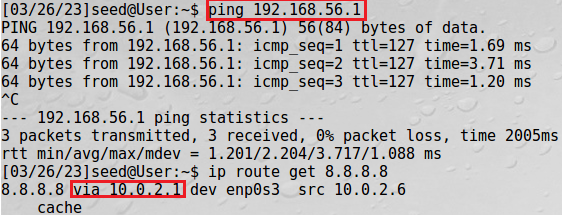 [03/26/23]seed@User:~$ ping 192.168.56.1
PING 192.168.56.1 (192.168.56.1) 56(84) bytes of data.
64 bytes from 192.168.56.1: icmp_seq=1 ttl=127 time=1.69 ms
64 bytes from 192.168.56.1: icmp_seq=2 ttl=127 time=3.71 ms
64 bytes from 192.168.56.1: icmp_seq=3 ttl=127 time=1.20 ms
^C
--- 192.168.56.1 ping statistics ---
3 packets transmitted, 3 received, 0% packet loss, time 2005ms
rtt min/avg/max/mdev = 1.201/2.204/3.717/1.088 ms
[03/26/23]seed@User:~$ ip route get 8.8.8.8
8.8.8.8 via 10.0.2.1 dev enp0s3 src 10.0.2.6
cache